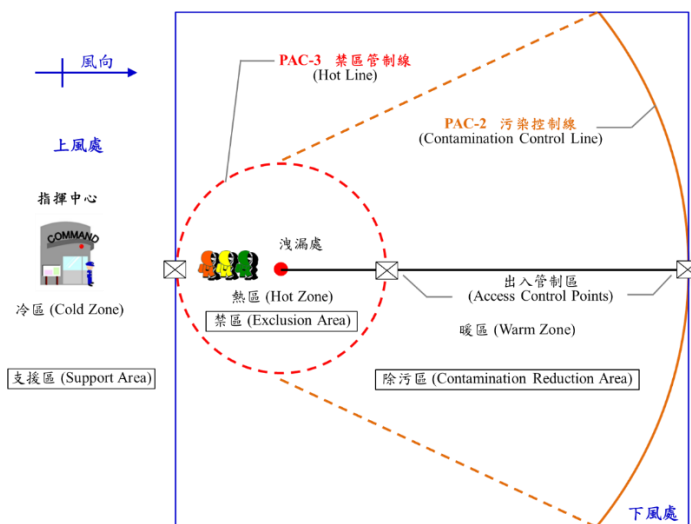 風向
PAC-3 禁區管制線
(Hot Line)
PAC-2 污染控制線
(Contamination Control Line)
上風處
指揮中心
COMMAND
洩漏處
冷區 (Cold Zone)
熱區 (Hot Zone)
禁區 (Exclusion Area)
出入管制區
(Access Control Points)
暖區 (Warm Zone)
支援區 (Support Area)
除污區 (Contamination Reduction Area)
下風處